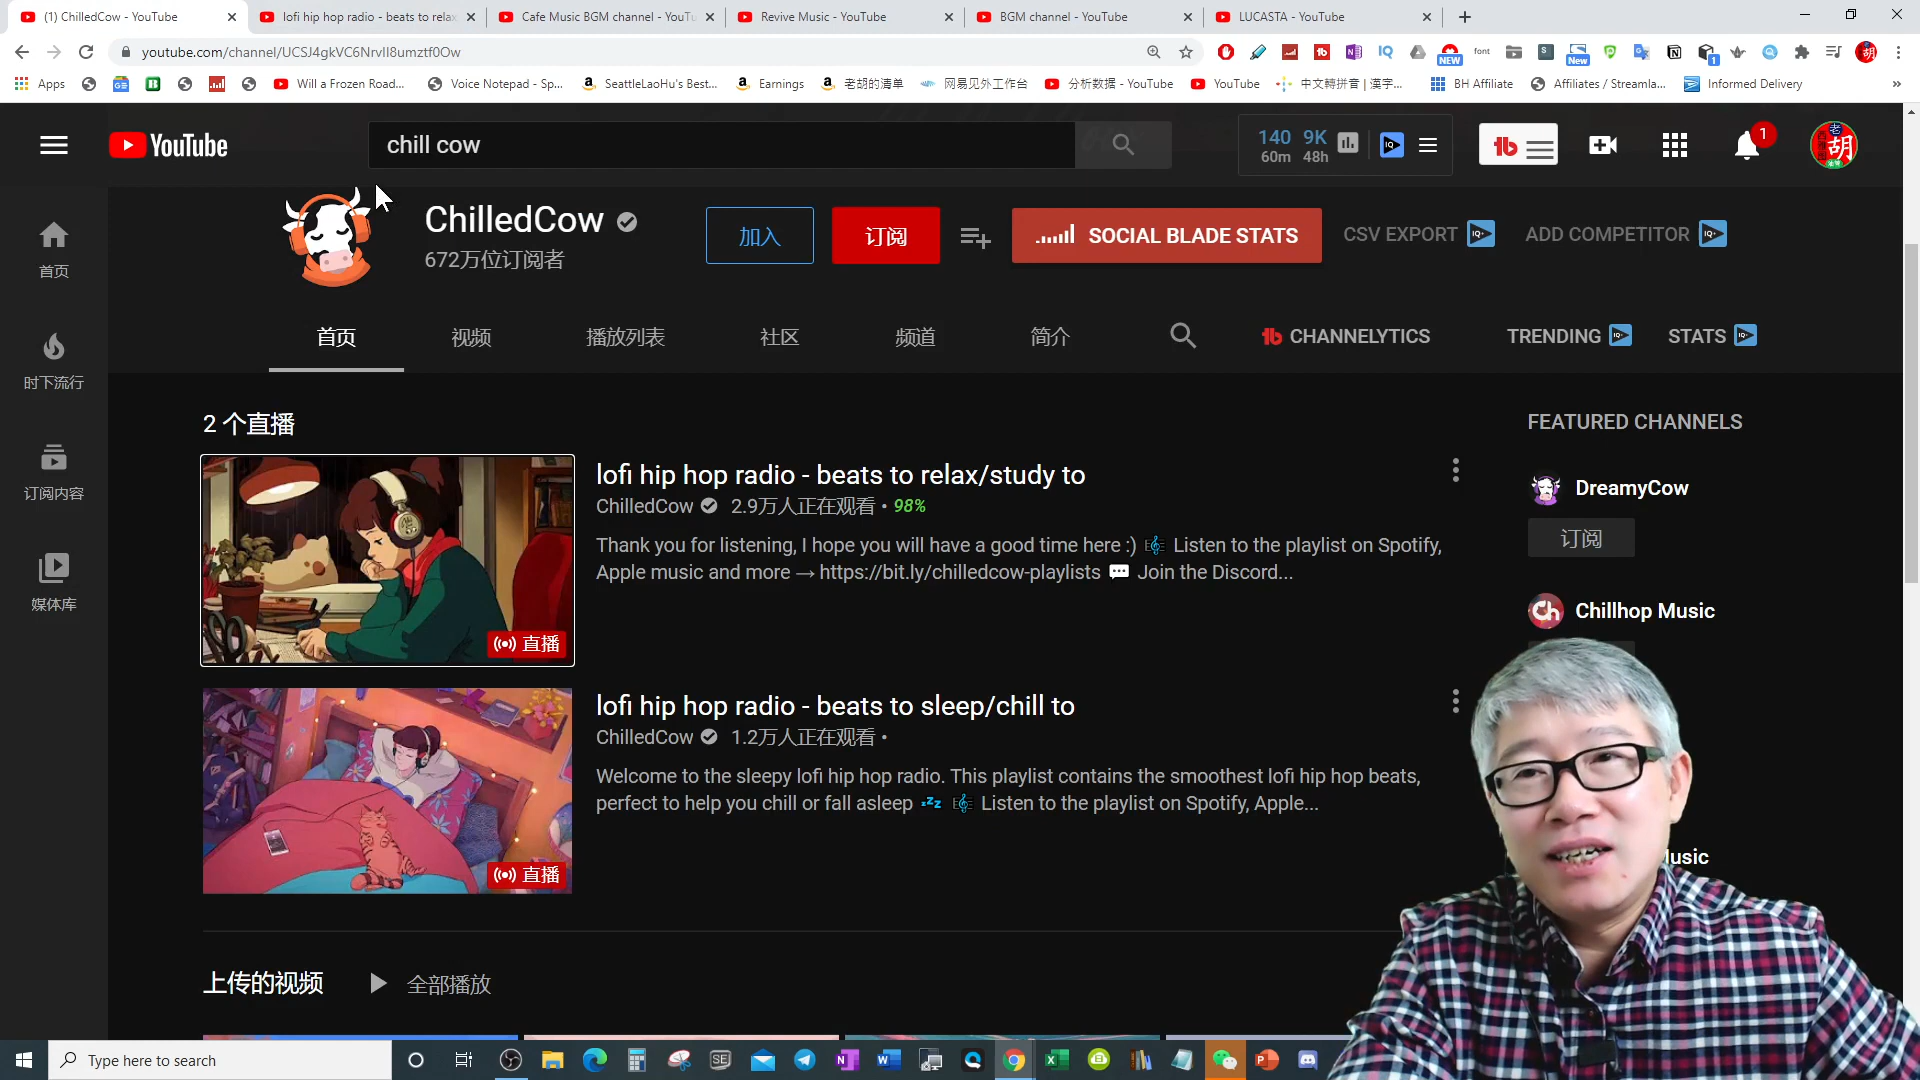 (1) ChilledCow - YouTube
lofi hip hop radio - beats to relax
Cafe Music BGM channel - YouTu
Revive Music - YouTube
BGM channel - YouTube
LUCASTA - YouTube
youtube.com/channel/UCSJ4gkVC6NrvII8umztf0Ow
Apps
Will a Frozen Road...
Voice Notepad - Sp...
SeattleLaoHu's Best...
Earnings
老胡的清单
网易见外工作台
分析数据 - YouTube
YouTube
中文轉拼音 | 漢字...
BH Affiliate
Affiliates / Streamla...
Informed Delivery
YouTube
chill cow
140 9K
60m 48h
1
ChilledCow
672万位订阅者
加入
订阅
SOCIAL BLADE STATS
CSV EXPORT
ADD COMPETITOR
首页
时下流行
订阅内容
媒体库
首页
视频
播放列表
社区
频道
简介
CHANNELYTICS
TRENDING
STATS
2 个直播
lofi hip hop radio - beats to relax/study to
ChilledCow 2.9万人正在观看 • 98%
Thank you for listening, I hope you will have a good time here :) Listen to the playlist on Spotify,
Apple music and more → https://bit.ly/chilledcow-playlists Join the Discord...
直播
lofi hip hop radio - beats to sleep/chill to
ChilledCow 1.2万人正在观看 •
Welcome to the sleepy lofi hip hop radio. This playlist contains the smoothest lofi hip hop beats,
perfect to help you chill or fall asleep 💤 Listen to the playlist on Spotify, Apple...
直播
FEATURED CHANNELS
DreamyCow
订阅
Chillhop Music
上传的视频
全部播放
Type here to search